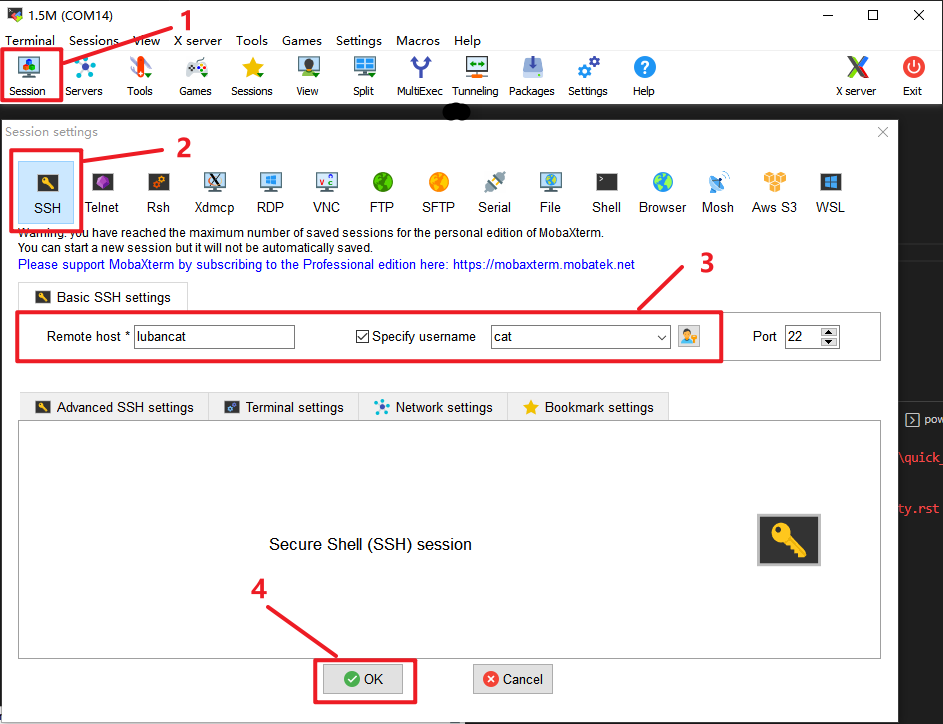 1.5M (COM14)
1
Terminal Sessions View X server Tools Games Settings Macros Help
Session Servers Tools Games Sessions View Split MultiExec Tunneling Packages Settings Help X server Exit
Session settings
2
SSH Telnet Rsh Xdmcp RDP VNC FTP SFTP Serial File Shell Browser Mosh Aws S3 WSL
Warning: you have reached the maximum number of saved sessions for the personal edition of MobaXterm.
You can start a new session but it will not be automatically saved.
Please support MobaXterm by subscribing to the Professional edition here: https://mobaxterm.mobatek.net
3
Basic SSH settings
Remote host * lubancat Specify username cat Port 22
Advanced SSH settings Terminal settings Network settings Bookmark settings
pow
\quick_
ty.rst
Secure Shell (SSH) session
4
OK Cancel